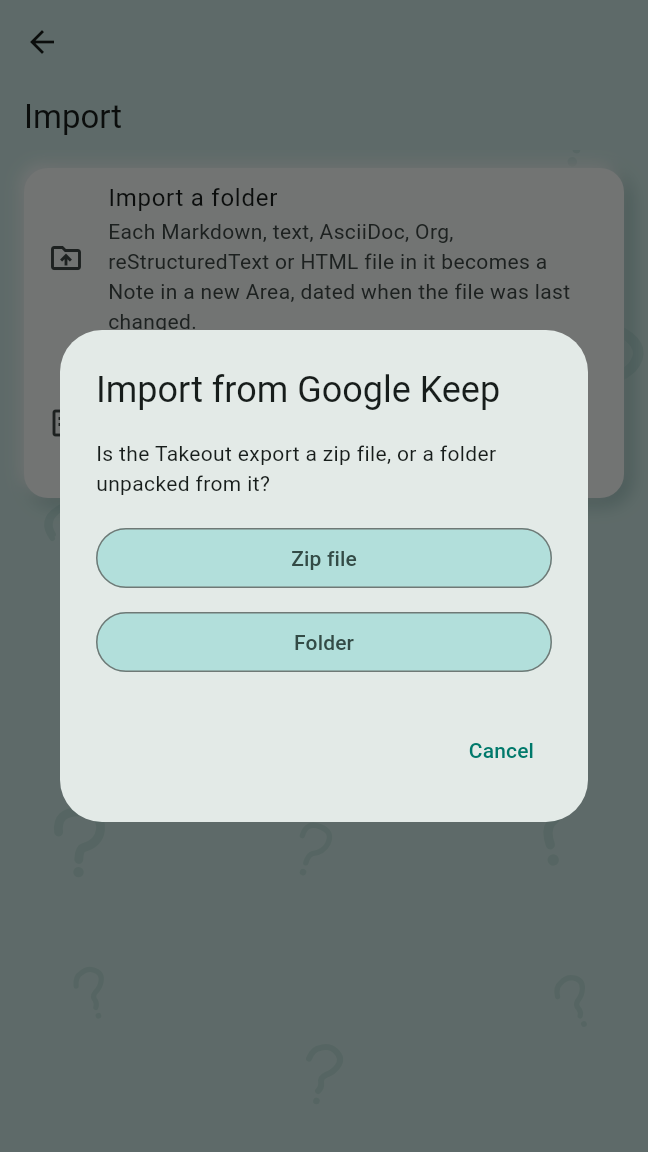 Import
Import a folder
Each Markdown, text, AsciiDoc, Org,
reStructuredText or HTML file in it becomes a
Note in a new Area, dated when the file was last
changed.
Import from Google Keep
Is the Takeout export a zip file, or a folder
unpacked from it?
Zip file
Folder
Cancel